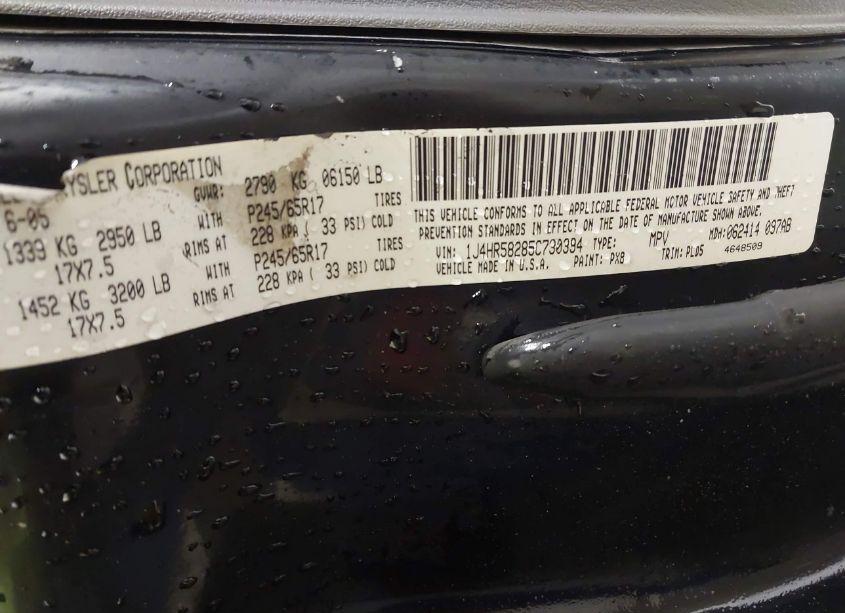 YSLER CORPORATION
6-05 GVWR: 2790 KG 06150 LB
1339 KG 2950 LB WITH P245/65R17 TIRES
17X7.5 RIMS AT 228 KPA ( 33 PSI) COLD
1452 KG 3200 LB WITH P245/65R17 TIRES
17X7.5 RIMS AT 228 KPA ( 33 PSI) COLD
THIS VEHICLE CONFORMS TO ALL APPLICABLE FEDERAL MOTOR VEHICLE SAFETY AND THEFT
PREVENTION STANDARDS IN EFFECT ON THE DATE OF MANUFACTURE SHOWN ABOVE.
VIN: 1J4HR58285C730394 TYPE: MPV MDH: 062414 097AB
VEHICLE MADE IN U.S.A. PAINT: PX8 TRIM: PLD5 4648509